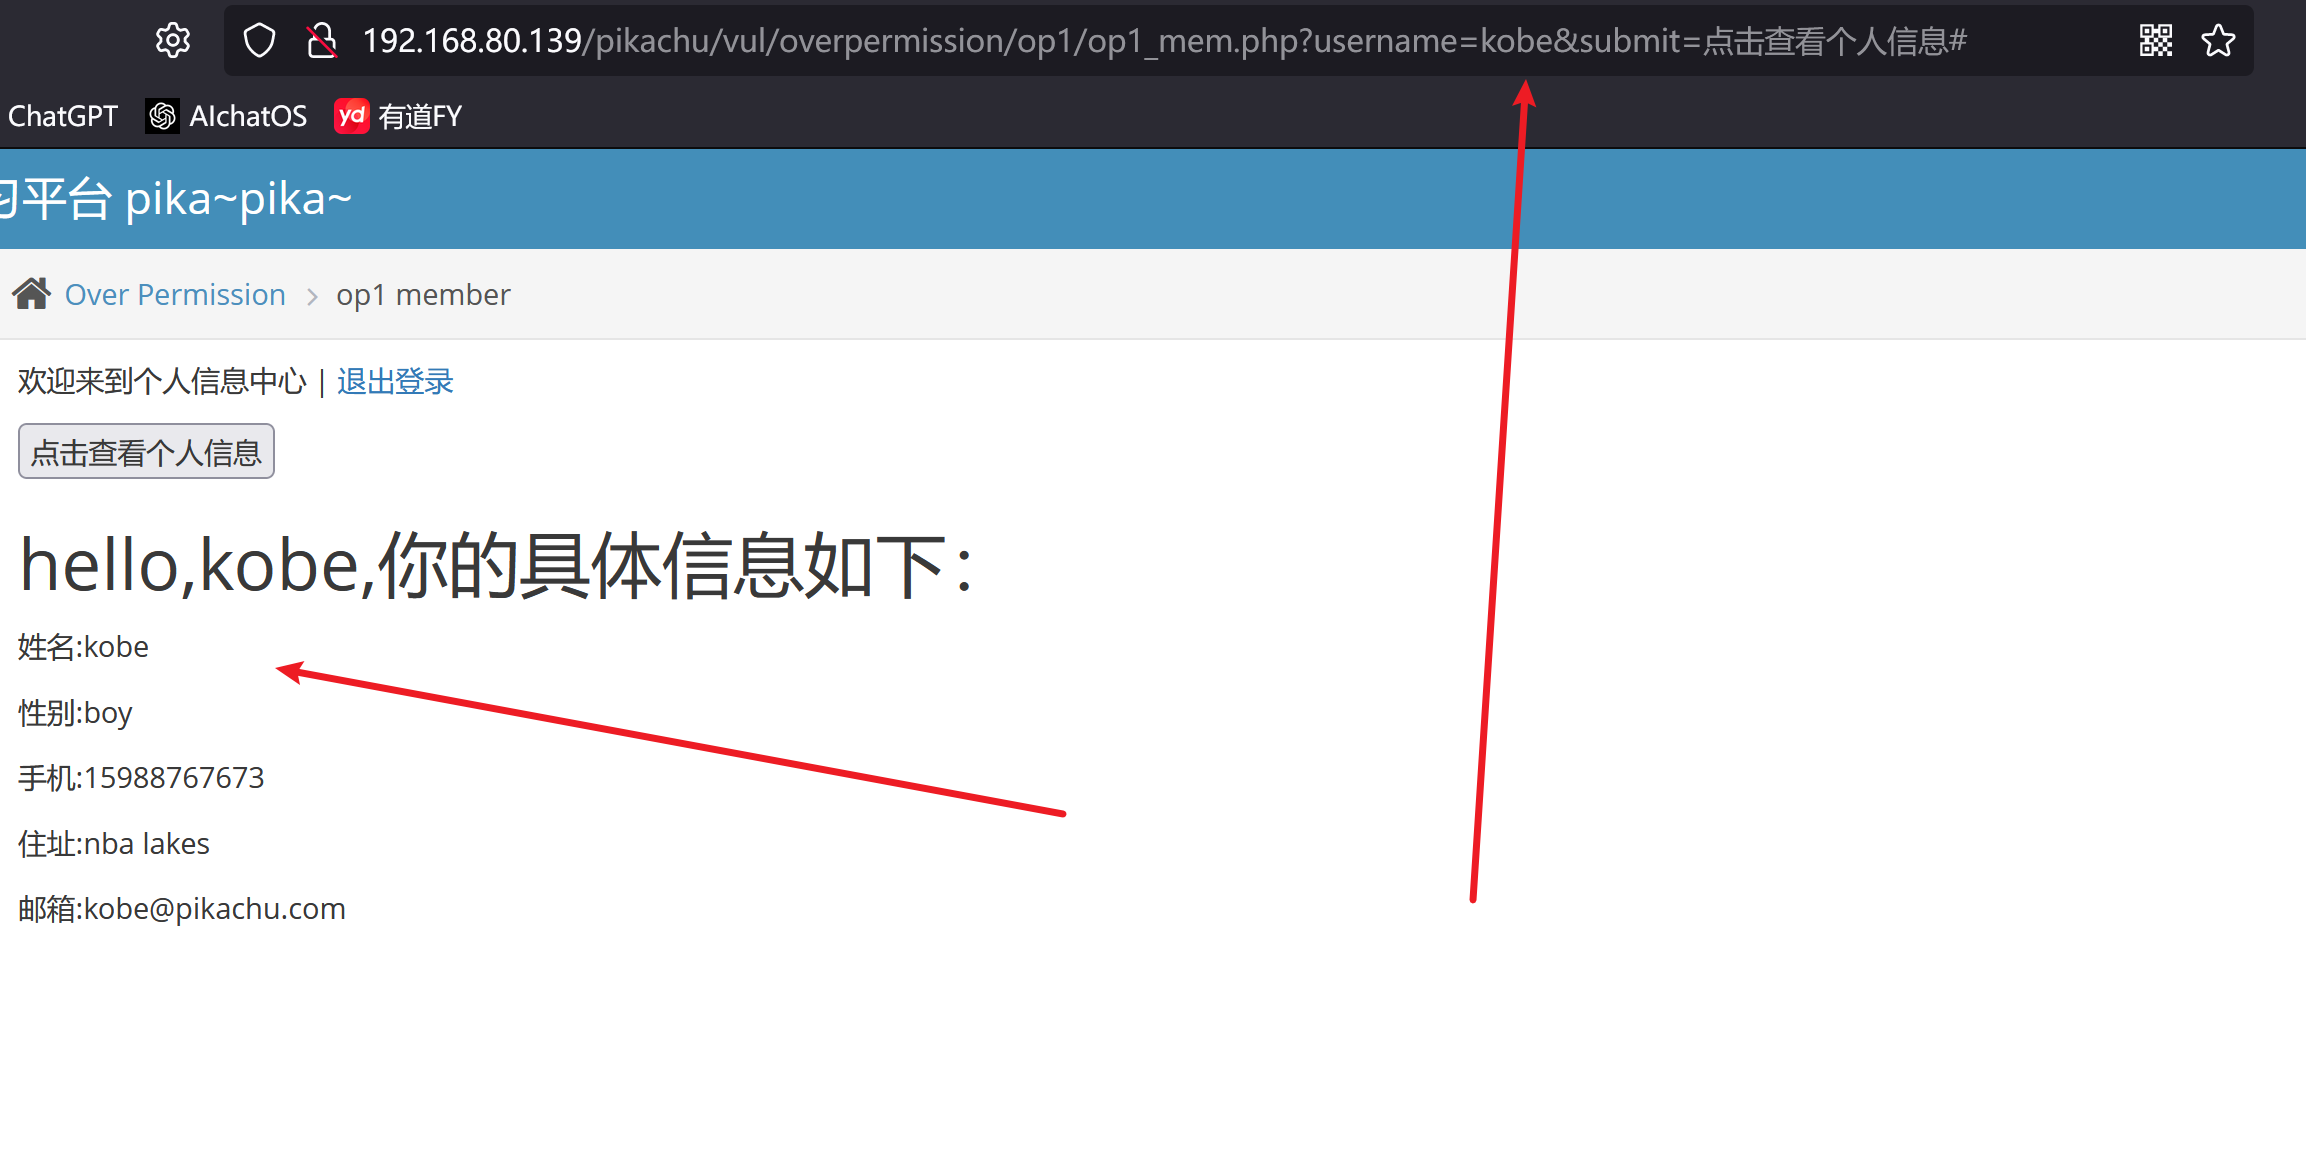 192.168.80.139/pikachu/vul/overpermission/op1/op1_mem.php?username=kobe&submit=点击查看个人信息#
ChatGPT AIchatOS yd 有道FY
平台 pika~pika~
Over Permission > op1 member
欢迎来到个人信息中心 | 退出登录
点击查看个人信息
hello,kobe,你的具体信息如下：
姓名:kobe
性别:boy
手机:15988767673
住址:nba lakes
邮箱:kobe@pikachu.com